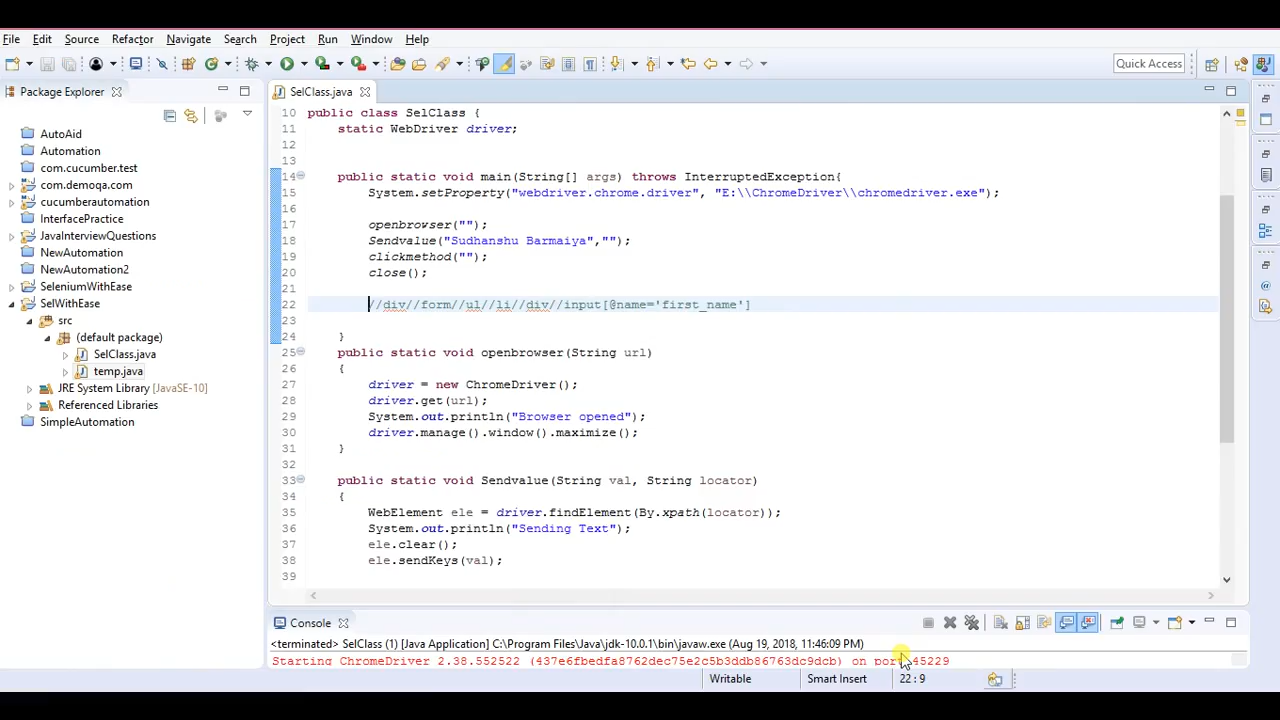 File Edit Source Refactor Navigate Search Project Run Window Help
Quick Access
Package Explorer
SelClass.java
AutoAid
Automation
com.cucumber.test
com.demoqa.com
cucumberautomation
InterfacePractice
JavaInterviewQuestions
NewAutomation
NewAutomation2
SeleniumWithEase
SelWithEase
src
(default package)
SelClass.java
temp.java
JRE System Library [JavaSE-10]
Referenced Libraries
SimpleAutomation
10 public class SelClass {
11 static WebDriver driver;
12
13
14 public static void main(String[] args) throws InterruptedException{
15 System.setProperty("webdriver.chrome.driver", "E:\\ChromeDriver\\chromedriver.exe");
16
17 openbrowser("");
18 Sendvalue("Sudhanshu Barmaiya","");
19 clickmethod("");
20 close();
21
22 //div//form//ul//li//div//input[@name='first_name']
23
24 }
25 public static void openbrowser(String url)
26 {
27 driver = new ChromeDriver();
28 driver.get(url);
29 System.out.println("Browser opened");
30 driver.manage().window().maximize();
31 }
32
33 public static void Sendvalue(String val, String locator)
34 {
35 WebElement ele = driver.findElement(By.xpath(locator));
36 System.out.println("Sending Text");
37 ele.clear();
38 ele.sendKeys(val);
39
Console
<terminated> SelClass (1) [Java Application] C:\Program Files\Java\jdk-10.0.1\bin\javaw.exe (Aug 19, 2018, 11:46:09 PM)
Starting ChromeDriver 2.38.552522 (437e6fbedfa8762dec75e2c5b3ddb86763dc9dcb) on port 45229
Writable Smart Insert 22 : 9